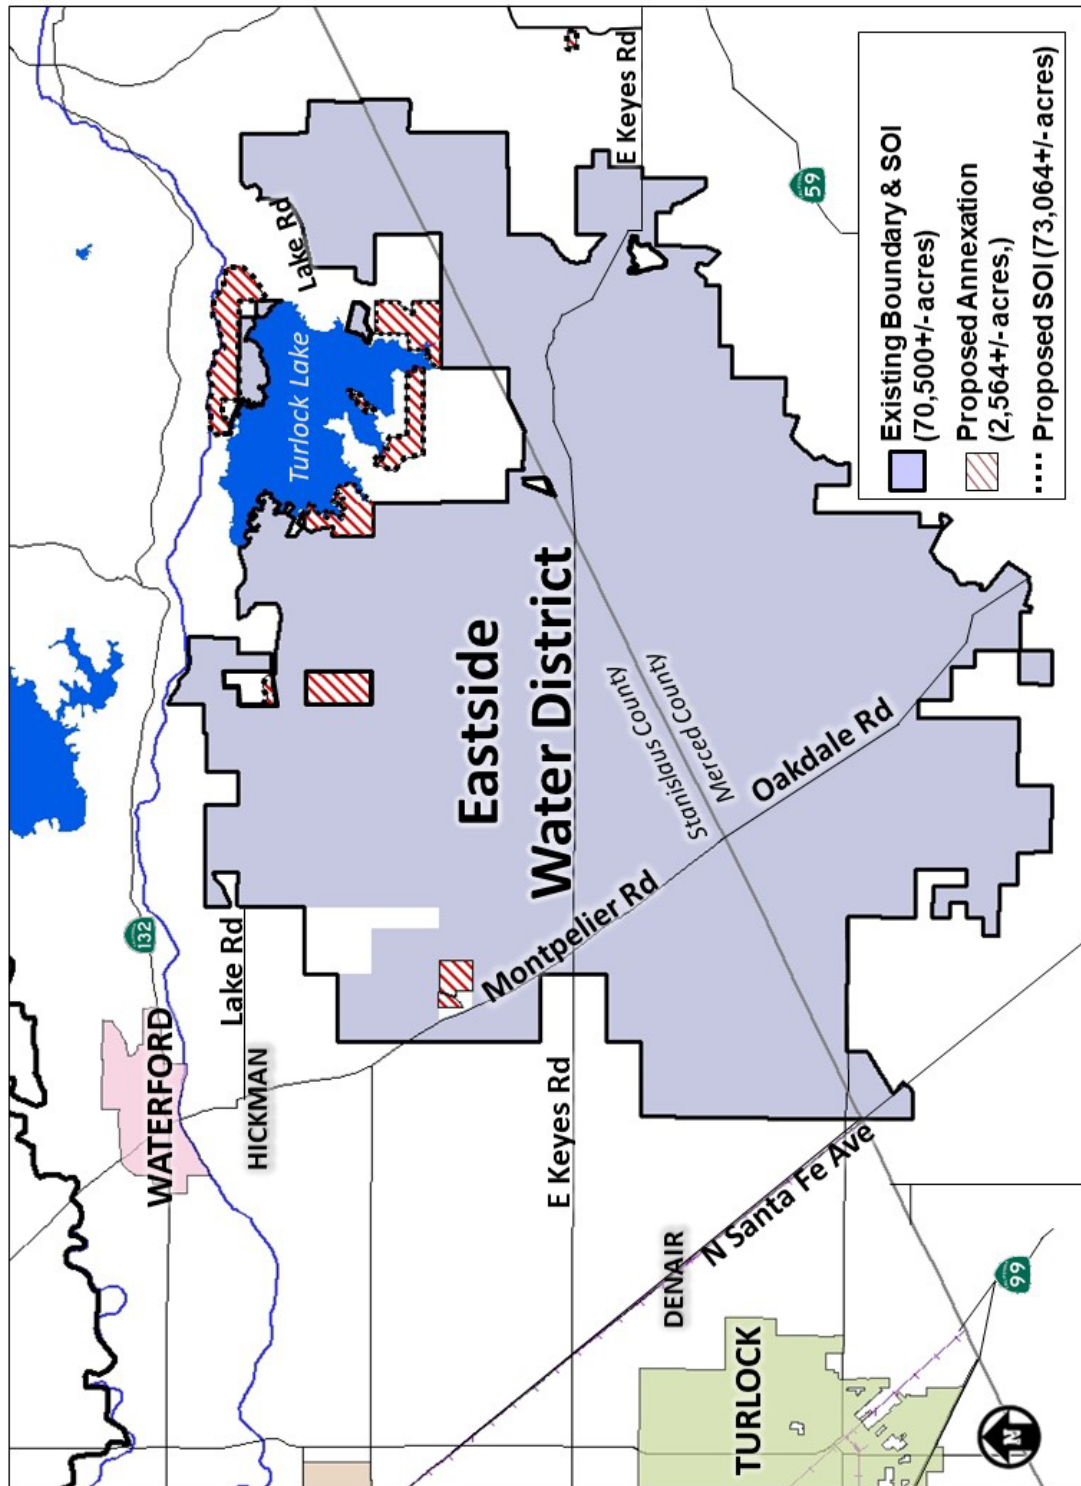 132
WATERFORD
Lake Rd
HICKMAN
Lake Rd
Turlock Lake
E Keyes Rd
Eastside
Water District
Stanislaus County
Merced County
Montpelier Rd
Oakdale Rd
E Keyes Rd
N Santa Fe Ave
DENAIR
TURLOCK
99
59
N
Existing Boundary & SOI
(70,500+/- acres)
Proposed Annexation
(2,564+/- acres,)
Proposed SOI (73,064+/- acres)